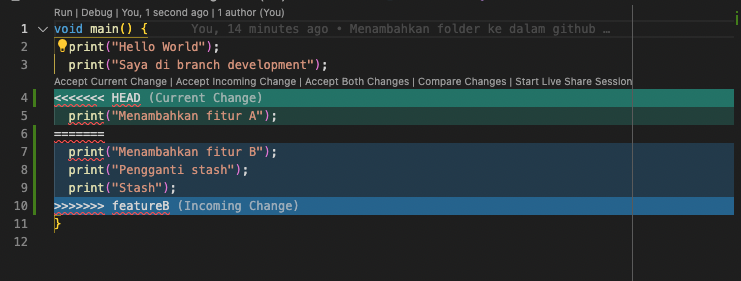 Run | Debug | You, 1 second ago | 1 author (You)
1 void main() { You, 14 minutes ago • Menambahkan folder ke dalam github …
2 print("Hello World");
3 print("Saya di branch development");
Accept Current Change | Accept Incoming Change | Accept Both Changes | Compare Changes | Start Live Share Session
4 <<<<<<< HEAD (Current Change)
5 print("Menambahkan fitur A");
6 =======
7 print("Menambahkan fitur B");
8 print("Pengganti stash");
9 print("Stash");
10 >>>>>>> featureB (Incoming Change)
11 }
12